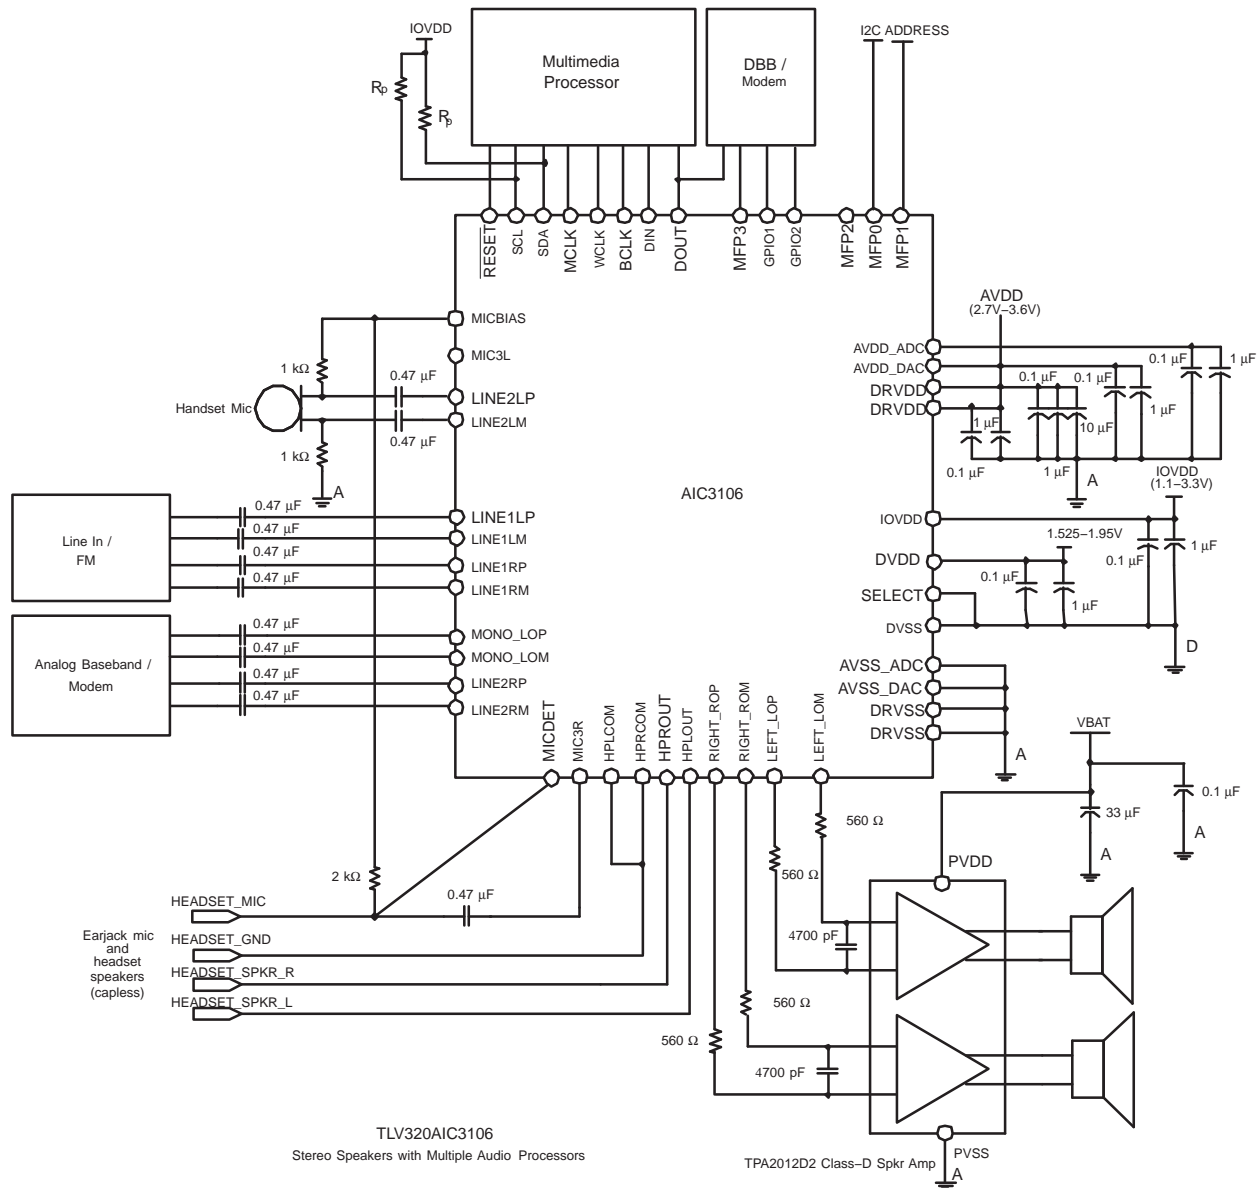 IOVDD
Rp
Rp
Multimedia
Processor
DBB /
Modem
I2C ADDRESS
RESET
SCL
SDA
MCLK
WCLK
BCLK
DIN
DOUT
MFP3
GPIO1
GPIO2
MFP2
MFP0
MFP1
MICBIAS
MIC3L
LINE2LP
LINE2LM
1 kΩ
0.47 µF
Handset Mic
0.47 µF
1 kΩ
A
AVDD
(2.7V−3.6V)
AVDD_ADC
AVDD_DAC
DRVDD
DRVDD
0.1 µF
1 µF
0.1 µF
0.1 µF
1 µF
1 µF
10 µF
0.1 µF
1 µF
A
AIC3106
Line In /
FM
0.47 µF
0.47 µF
0.47 µF
0.47 µF
LINE1LP
LINE1LM
LINE1RP
LINE1RM
IOVDD
(1.1−3.3V)
IOVDD
1.525−1.95V
DVDD
SELECT
DVSS
0.1 µF
1 µF
0.1 µF
1 µF
D
Analog Baseband /
Modem
0.47 µF
0.47 µF
0.47 µF
0.47 µF
MONO_LOP
MONO_LOM
LINE2RP
LINE2RM
AVSS_ADC
AVSS_DAC
DRVSS
DRVSS
A
MICDET
MIC3R
HPLCOM
HPRCOM
HPROUT
HPLOUT
RIGHT_ROP
RIGHT_ROM
LEFT_LOP
LEFT_LOM
VBAT
0.1 µF
33 µF
A
A
560 Ω
560 Ω
PVDD
2 kΩ
0.47 µF
HEADSET_MIC
HEADSET_GND
HEADSET_SPKR_R
HEADSET_SPKR_L
Earjack mic
and
headset
speakers
(capless)
4700 pF
560 Ω
560 Ω
4700 pF
TLV320AIC3106
Stereo Speakers with Multiple Audio Processors
TPA2012D2 Class−D Spkr Amp
PVSS
A